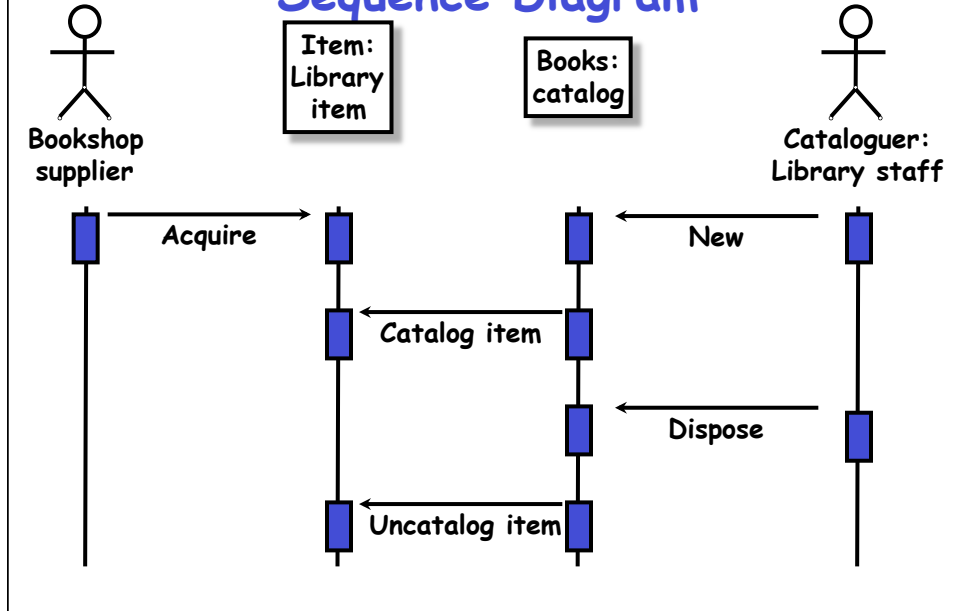 Sequence Diagram
Item:
Library
item
Books:
catalog
Bookshop
supplier
Cataloguer:
Library staff
Acquire
New
Catalog item
Dispose
Uncatalog item